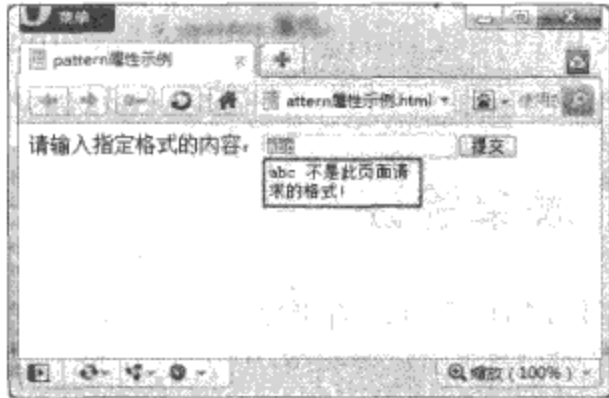 菜单
pattern属性示例
attern属性示例.html
请输入指定格式的内容：
提交
abc 不是此页面请
求的格式！
缩放（100%）